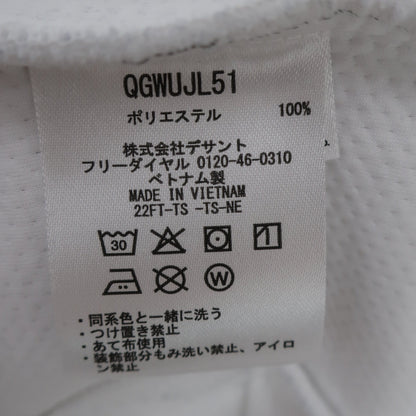 QGWUJL51
ポリエステル 100%
株式会社デサント
フリーダイヤル 0120-46-0310
ベトナム製
MADE IN VIETNAM
22FT-TS -TS-NE
30
W
・同系色と一緒に洗う
・つけ置き禁止
・あて布使用
・装飾部分もみ洗い禁止、アイロ
ン禁止